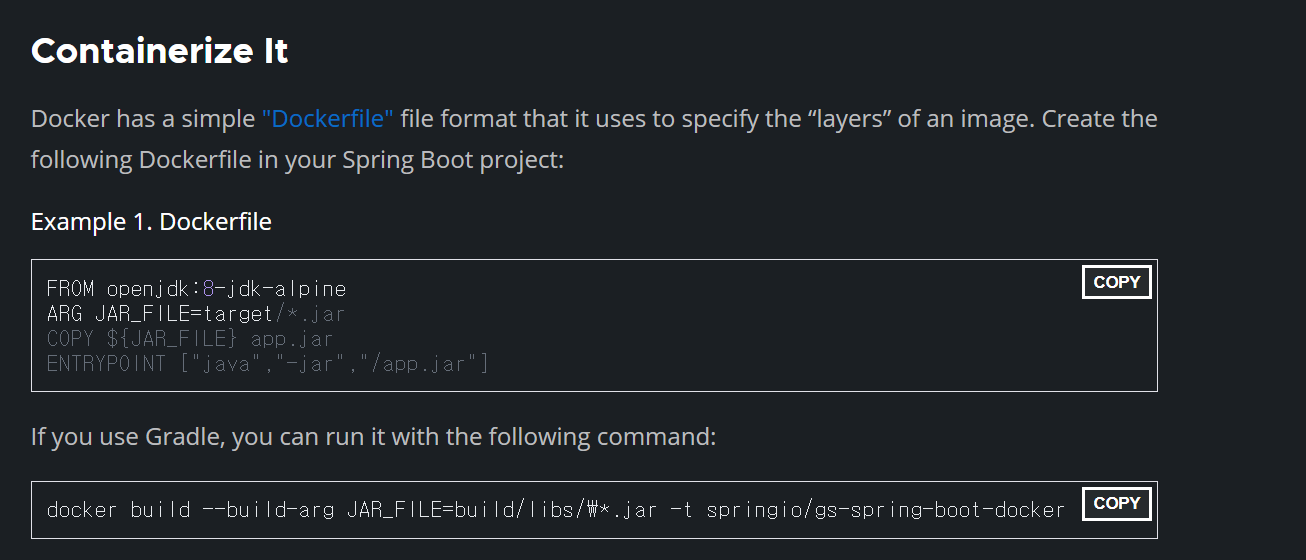 Containerize It
Docker has a simple "Dockerfile" file format that it uses to specify the “layers” of an image. Create the
following Dockerfile in your Spring Boot project:
Example 1. Dockerfile
COPY
FROM openjdk:8-jdk-alpine
ARG JAR_FILE=target/*.jar
COPY ${JAR_FILE} app.jar
ENTRYPOINT ["java","-jar","/app.jar"]
If you use Gradle, you can run it with the following command:
COPY
docker build --build-arg JAR_FILE=build/libs/₩*.jar -t springio/gs-spring-boot-docker